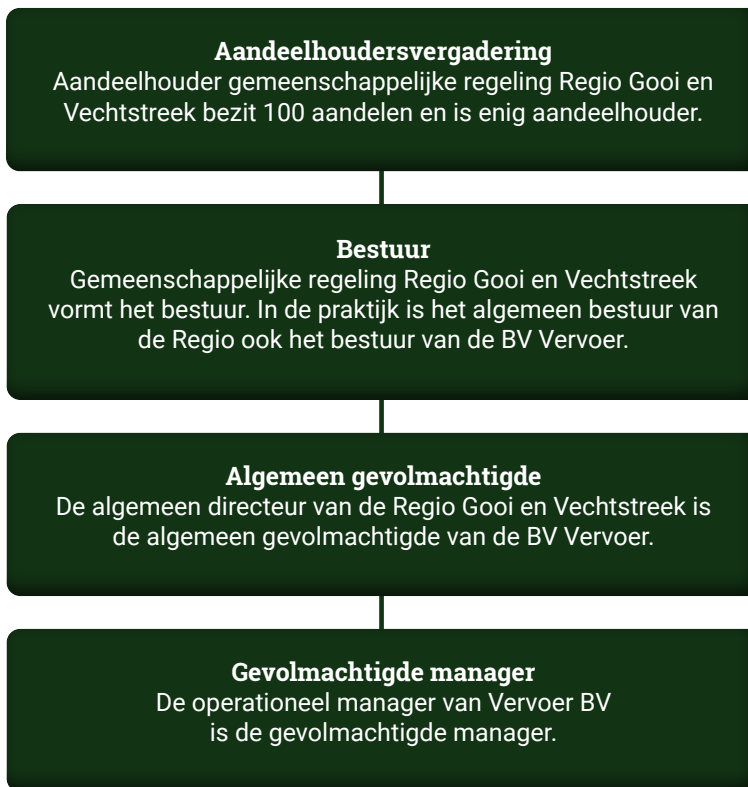 Aandeelhoudersvergadering
Aandeelhouder gemeenschappelijke regeling Regio Gooi en
Vechtstreek bezit 100 aandelen en is enig aandeelhouder.
Bestuur
Gemeenschappelijke regeling Regio Gooi en Vechtstreek
vormt het bestuur. In de praktijk is het algemeen bestuur van
de Regio ook het bestuur van de BV Vervoer.
Algemeen gevolmachtigde
De algemeen directeur van de Regio Gooi en Vechtstreek is
de algemeen gevolmachtigde van de BV Vervoer.
Gevolmachtigde manager
De operationeel manager van Vervoer BV
is de gevolmachtigde manager.